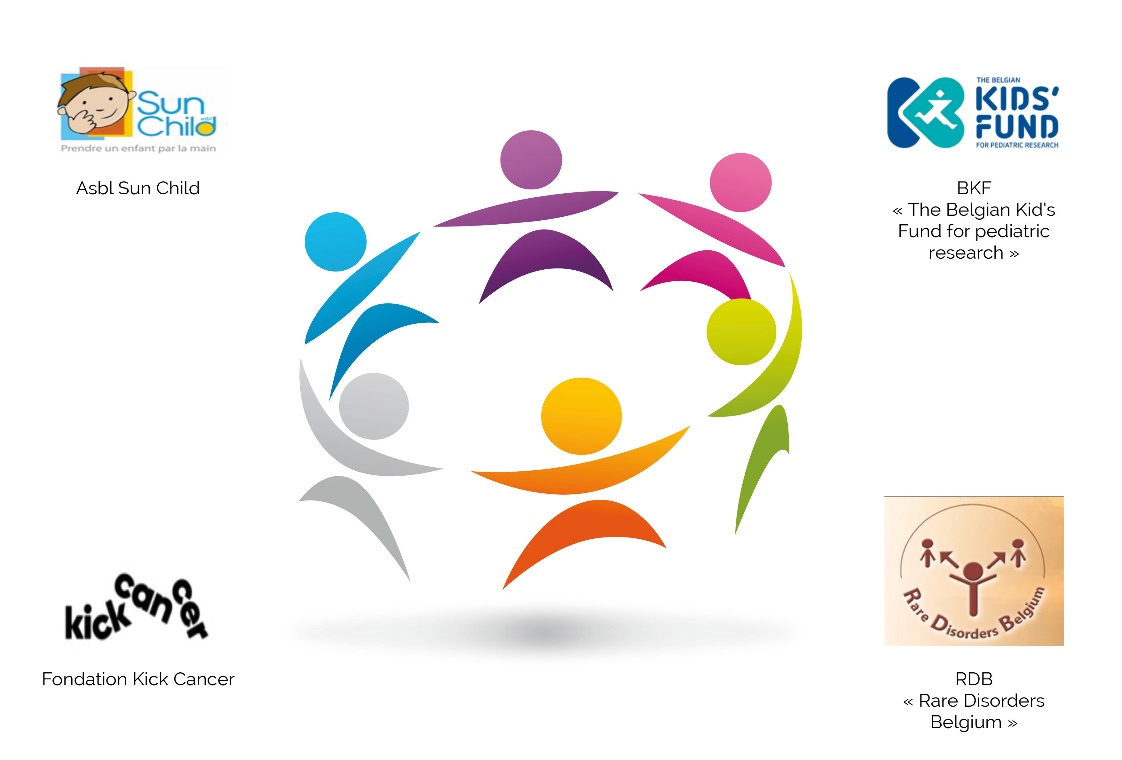 Sun
Child
asbl
Prendre un enfant par la main
Asbl Sun Child
THE BELGIAN
KIDS'
FUND
FOR PEDIATRIC RESEARCH
BKF
« The Belgian Kid's
Fund for pediatric
research »
kick cancer
Fondation Kick Cancer
Rare Disorders Belgium
RDB
« Rare Disorders
Belgium »